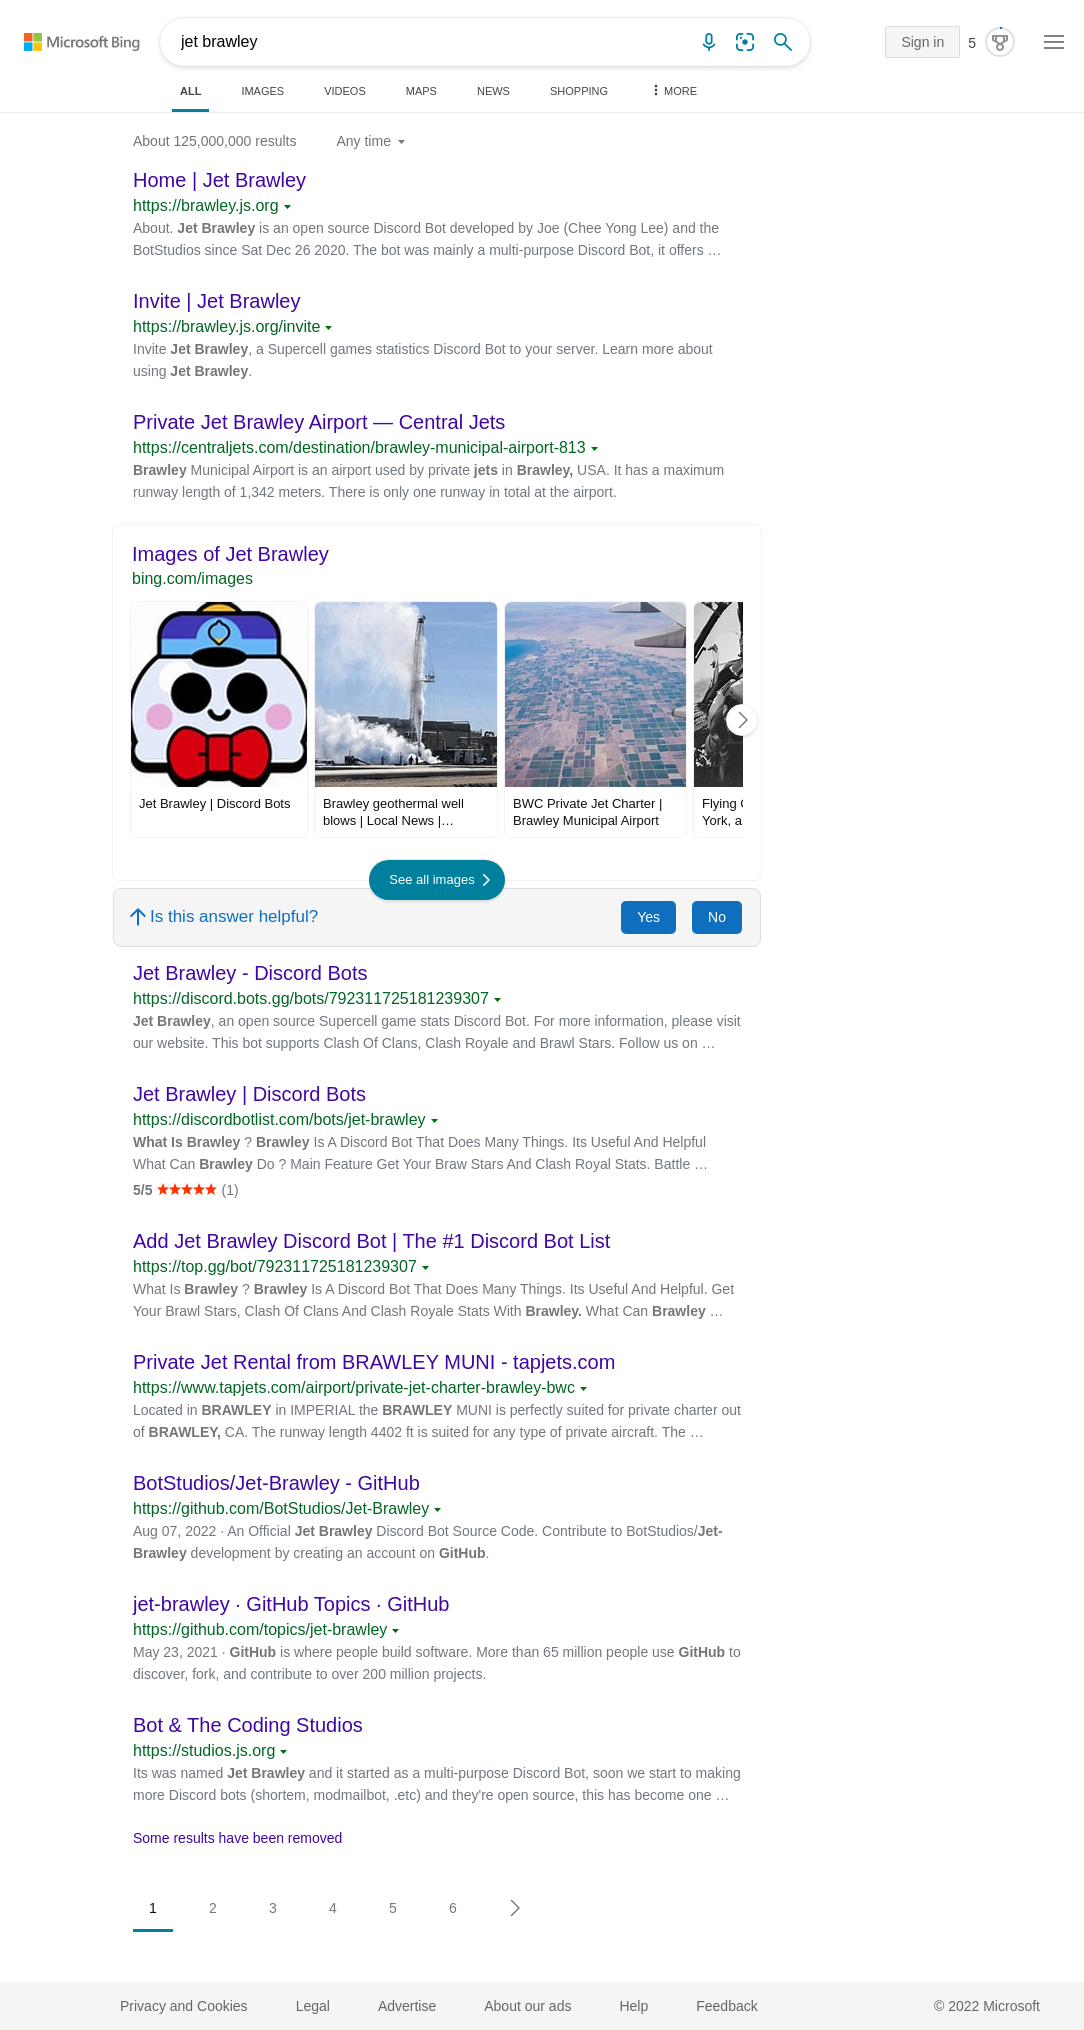 Microsoft Bing
jet brawley
Sign in
5
ALL
IMAGES
VIDEOS
MAPS
NEWS
SHOPPING
MORE
About 125,000,000 results
Any time
Home | Jet Brawley
https://brawley.js.org
About. Jet Brawley is an open source Discord Bot developed by Joe (Chee Yong Lee) and the
BotStudios since Sat Dec 26 2020. The bot was mainly a multi-purpose Discord Bot, it offers …
Invite | Jet Brawley
https://brawley.js.org/invite
Invite Jet Brawley, a Supercell games statistics Discord Bot to your server. Learn more about
using Jet Brawley.
Private Jet Brawley Airport — Central Jets
https://centraljets.com/destination/brawley-municipal-airport-813
Brawley Municipal Airport is an airport used by private jets in Brawley, USA. It has a maximum
runway length of 1,342 meters. There is only one runway in total at the airport.
Images of Jet Brawley
bing.com/images
Jet Brawley | Discord Bots
Brawley geothermal well
blows | Local News |…
BWC Private Jet Charter |
Brawley Municipal Airport
Flying
York, a
See all images
Is this answer helpful?
Yes
No
Jet Brawley - Discord Bots
https://discord.bots.gg/bots/792311725181239307
Jet Brawley, an open source Supercell game stats Discord Bot. For more information, please visit
our website. This bot supports Clash Of Clans, Clash Royale and Brawl Stars. Follow us on …
Jet Brawley | Discord Bots
https://discordbotlist.com/bots/jet-brawley
What Is Brawley ? Brawley Is A Discord Bot That Does Many Things. Its Useful And Helpful
What Can Brawley Do ? Main Feature Get Your Braw Stars And Clash Royal Stats. Battle …
5/5 ★★★★★ (1)
Add Jet Brawley Discord Bot | The #1 Discord Bot List
https://top.gg/bot/792311725181239307
What Is Brawley ? Brawley Is A Discord Bot That Does Many Things. Its Useful And Helpful. Get
Your Brawl Stars, Clash Of Clans And Clash Royale Stats With Brawley. What Can Brawley …
Private Jet Rental from BRAWLEY MUNI - tapjets.com
https://www.tapjets.com/airport/private-jet-charter-brawley-bwc
Located in BRAWLEY in IMPERIAL the BRAWLEY MUNI is perfectly suited for private charter out
of BRAWLEY, CA. The runway length 4402 ft is suited for any type of private aircraft. The …
BotStudios/Jet-Brawley - GitHub
https://github.com/BotStudios/Jet-Brawley
Aug 07, 2022 · An Official Jet Brawley Discord Bot Source Code. Contribute to BotStudios/Jet-
Brawley development by creating an account on GitHub.
jet-brawley · GitHub Topics · GitHub
https://github.com/topics/jet-brawley
May 23, 2021 · GitHub is where people build software. More than 65 million people use GitHub to
discover, fork, and contribute to over 200 million projects.
Bot & The Coding Studios
https://studios.js.org
Its was named Jet Brawley and it started as a multi-purpose Discord Bot, soon we start to making
more Discord bots (shortem, modmailbot, .etc) and they're open source, this has become one …
Some results have been removed
1
2
3
4
5
6
Privacy and Cookies
Legal
Advertise
About our ads
Help
Feedback
© 2022 Microsoft